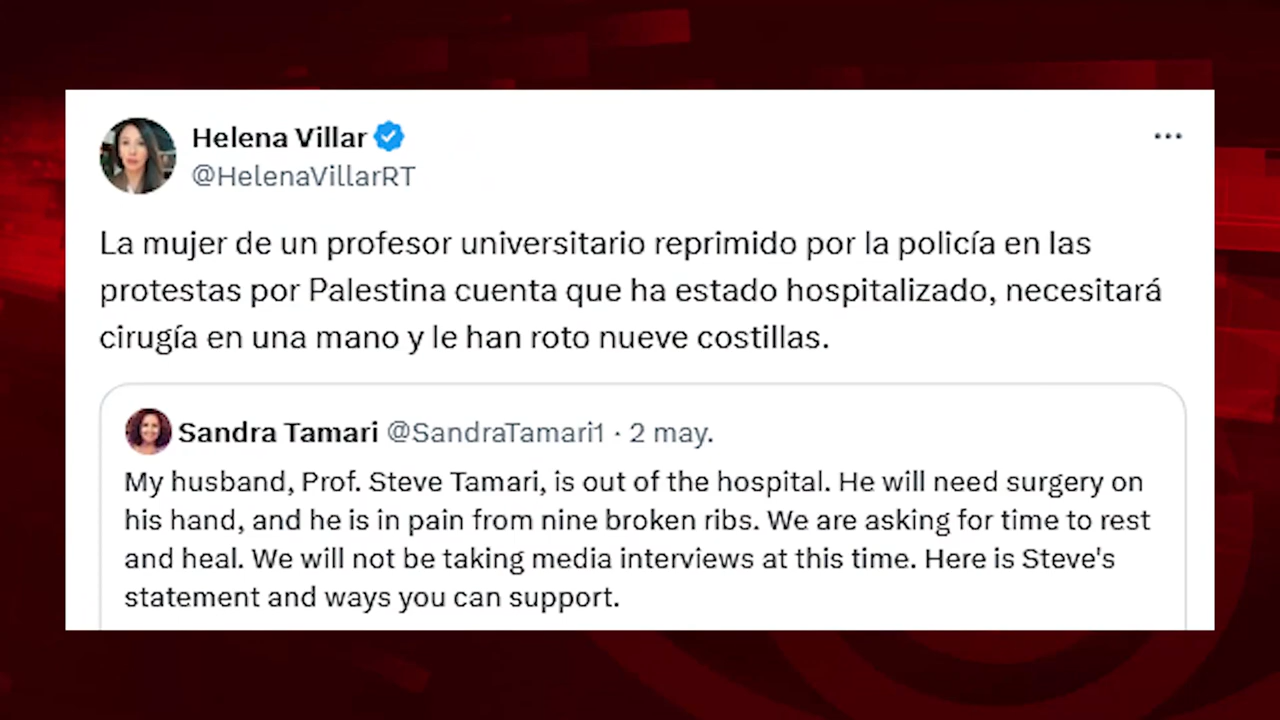 Helena Villar
@HelenaVillarRT
La mujer de un profesor universitario reprimido por la policía en las
protestas por Palestina cuenta que ha estado hospitalizado, necesitará
cirugía en una mano y le han roto nueve costillas.
Sandra Tamari @SandraTamari1 · 2 may.
My husband, Prof. Steve Tamari, is out of the hospital. He will need surgery on
his hand, and he is in pain from nine broken ribs. We are asking for time to rest
and heal. We will not be taking media interviews at this time. Here is Steve's
statement and ways you can support.